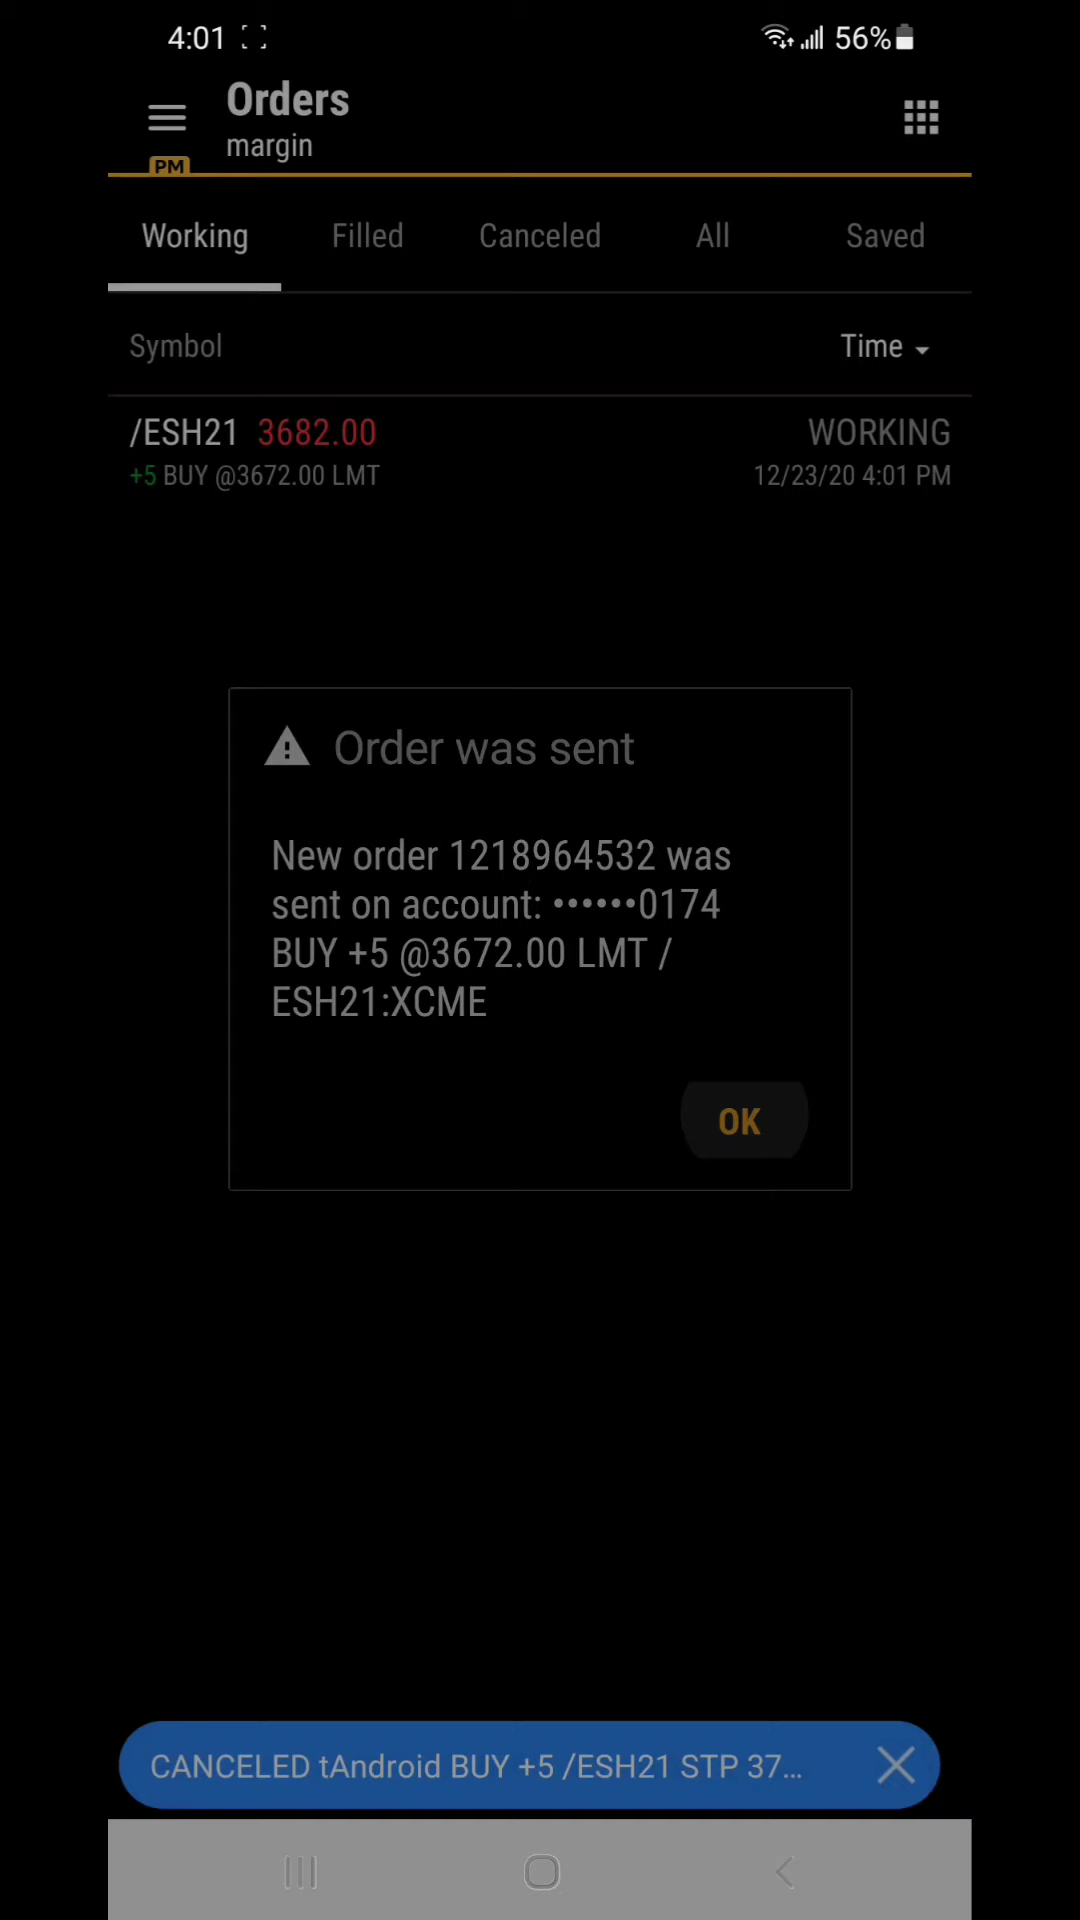 4:01
56%
Orders
margin
PM
Working Filled Canceled All Saved
Symbol Time
/ESH21 3682.00 WORKING
+5 BUY @3672.00 LMT 12/23/20 4:01 PM
Order was sent
New order 1218964532 was
sent on account: ••••••0174
BUY +5 @3672.00 LMT /
ESH21:XCME
OK
CANCELED tAndroid BUY +5 /ESH21 STP 37...